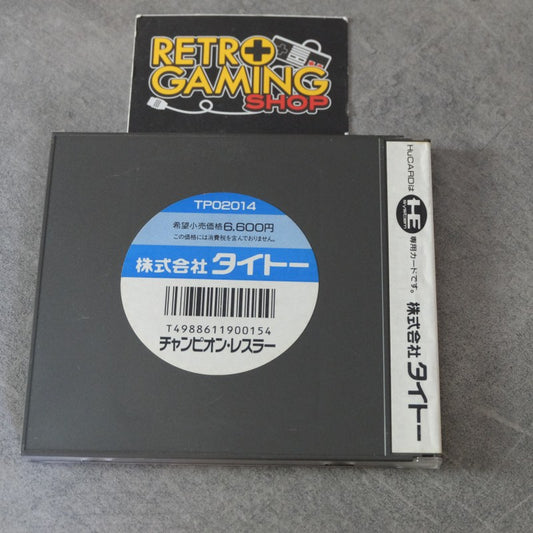 RETRO
GAMING
SHOP
TP02014
希望小売価格6,600円
この価格には消費税を含んでおりません。
株式会社 タイトー
T4988611900154
チャンピオン・レスラー
HuCARDは HE SYSTEM 専用カードです。 株式会社 タイトー